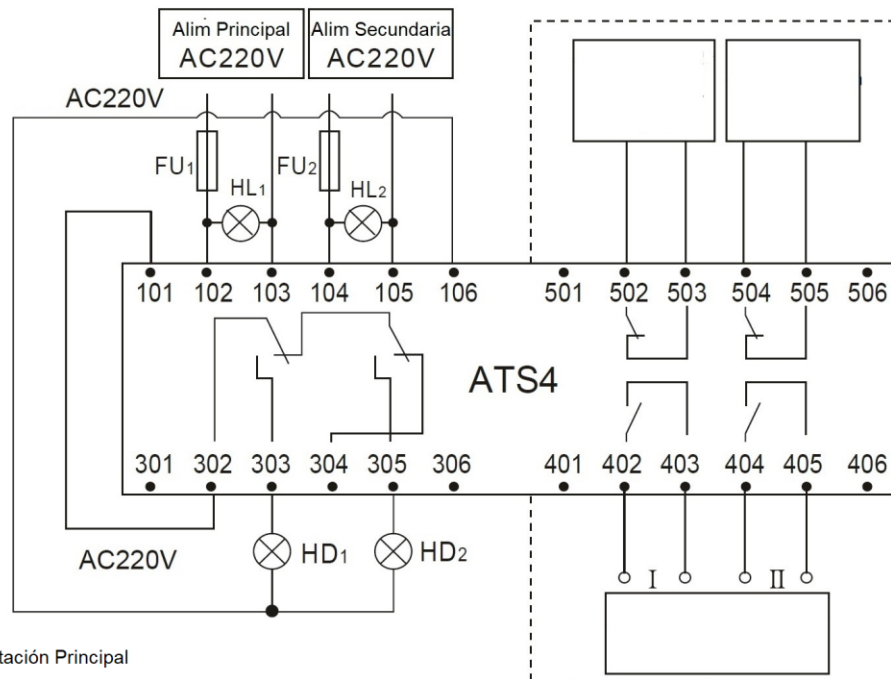 Alim Principal
AC220V
Alim Secundaria
AC220V
AC220V
FU1
FU2
HL1
HL2
101 102 103 104 105 106 501 502 503 504 505 506
ATS4
301 302 303 304 305 306 401 402 403 404 405 406
AC220V
HD1
HD2
I
II
tación Principal